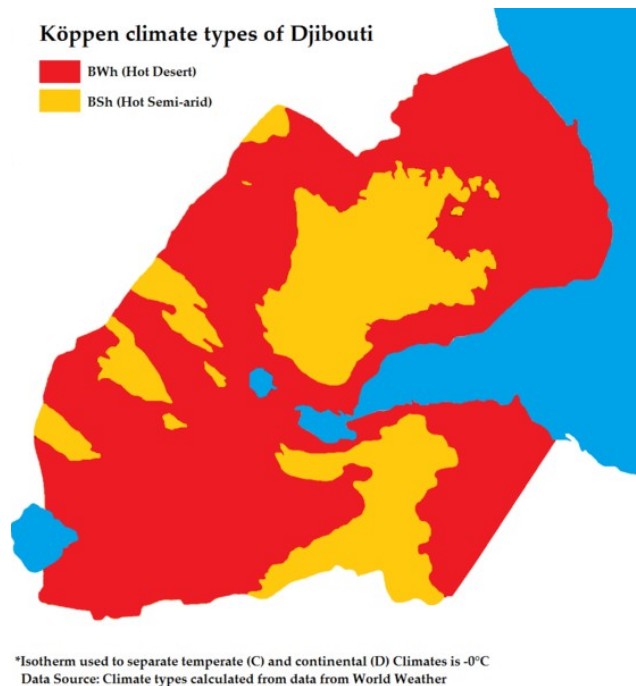 Köppen climate types of Djibouti
BWh (Hot Desert)
BSh (Hot Semi-arid)
*Isotherm used to separate temperate (C) and continental (D) Climates is -0°C
Data Source: Climate types calculated from data from World Weather